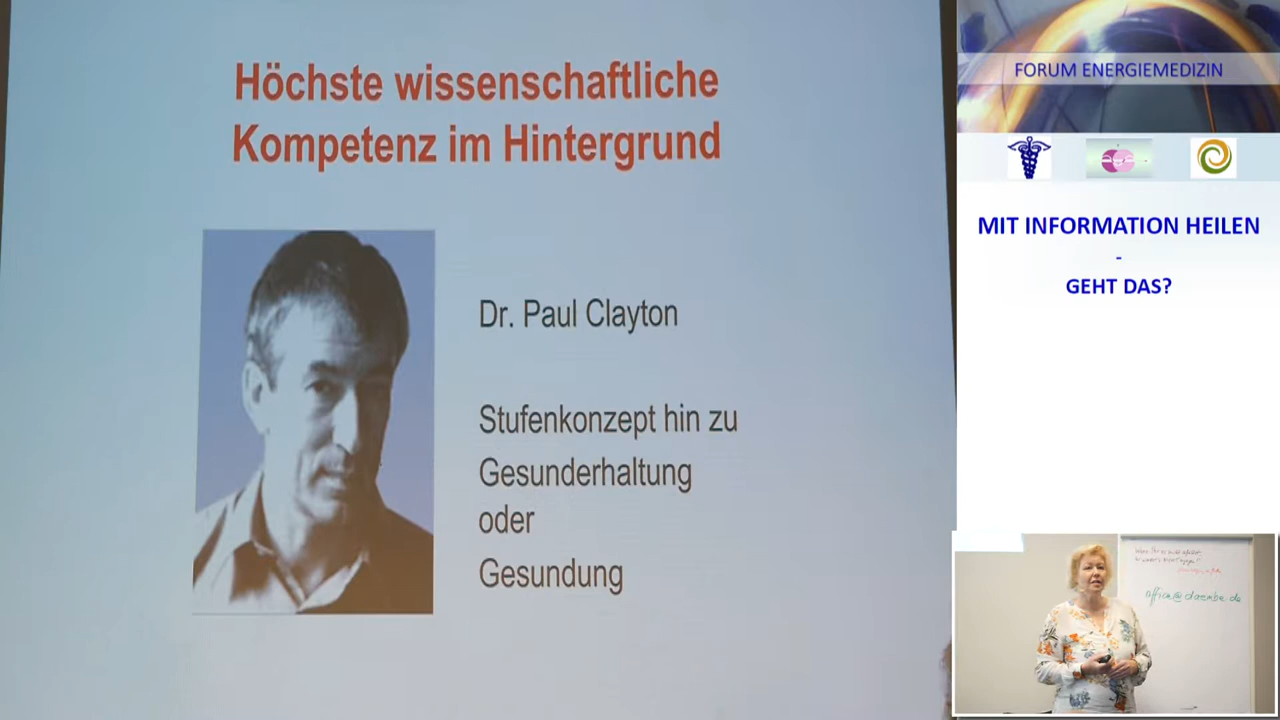 Höchste wissenschaftliche
Kompetenz im Hintergrund
Dr. Paul Clayton
Stufenkonzept hin zu
Gesunderhaltung
oder
Gesundung
FORUM ENERGIEMEDIZIN
MIT INFORMATION HEILEN
-
GEHT DAS?